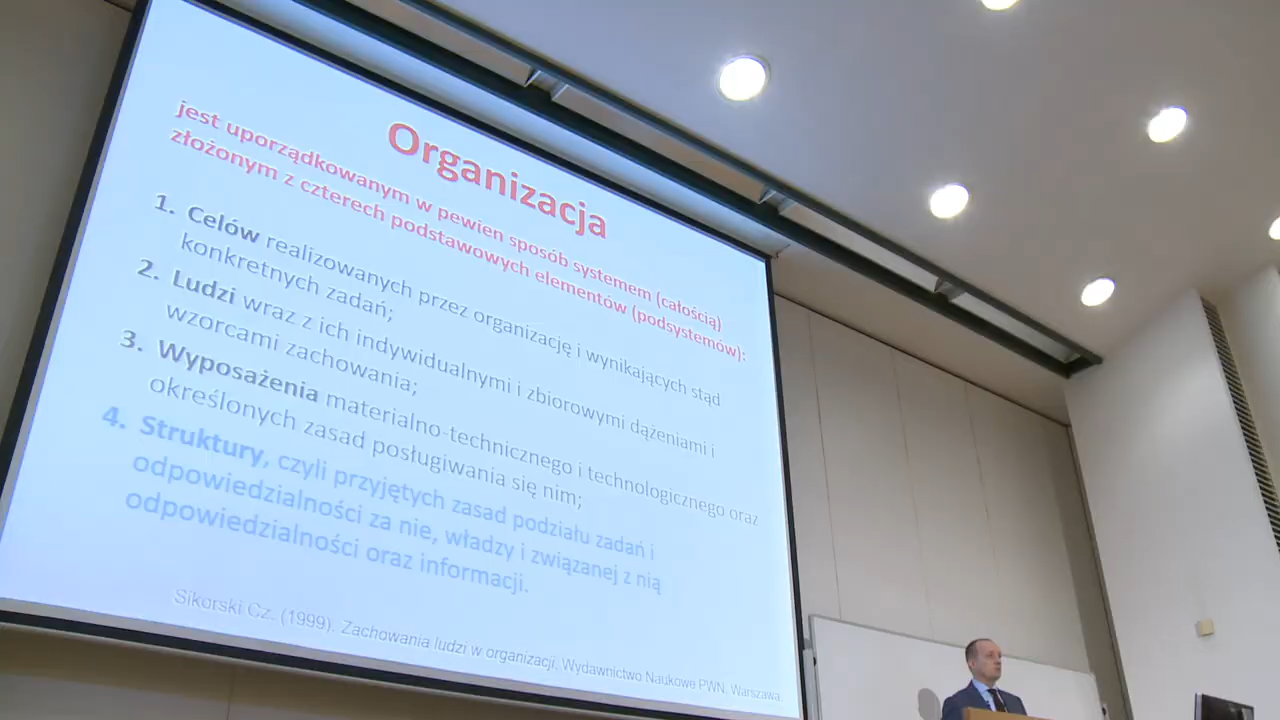 Organizacja
jest uporządkowanym w pewien sposób systemem (całością)
złożonym z czterech podstawowych elementów (podsystemów):
1. Celów realizowanych przez organizację i wynikających stąd
konkretnych zadań;
2. Ludzi wraz z ich indywidualnymi i zbiorowymi dążeniami i
wzorcami zachowania;
3. Wyposażenia materialno-technicznego i technologicznego oraz
określonych zasad posługiwania się nim;
4. Struktury, czyli przyjętych zasad podziału zadań i
odpowiedzialności za nie, władzy i związanej z nią
odpowiedzialności oraz informacji.
Sikorski Cz. (1999). Zachowania ludzi w organizacji, Wydawnictwo Naukowe PWN, Warszawa.